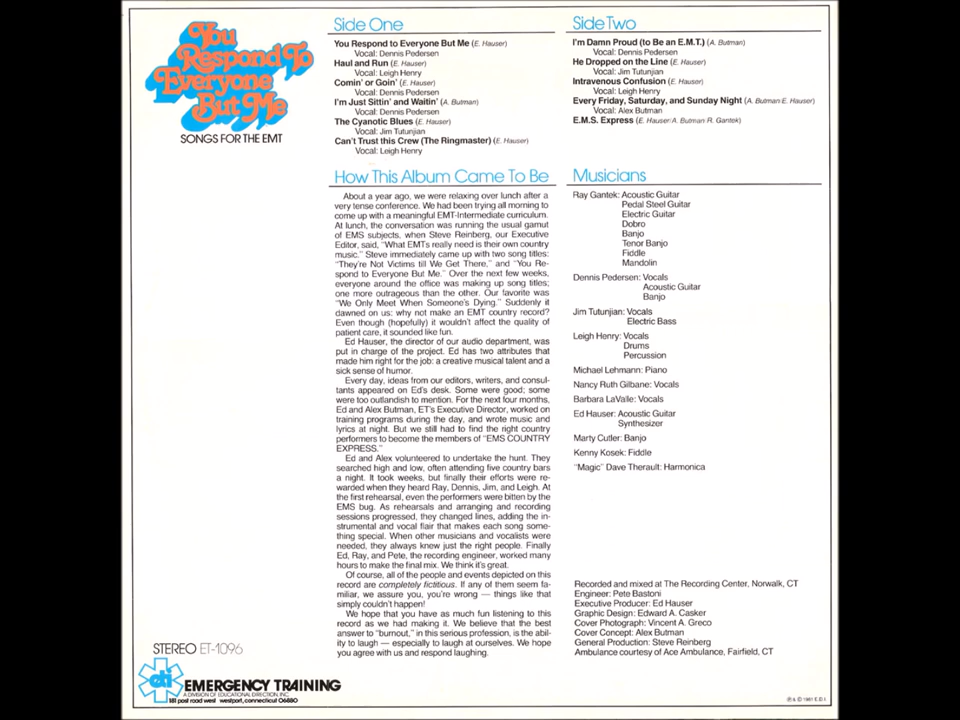 You
Respond To
Everyone
But Me
SONGS FOR THE EMT
Side One
You Respond to Everyone But Me (E. Hauser)
Vocal: Dennis Pedersen
Haul and Run (E. Hauser)
Vocal: Leigh Henry
Comin' or Goin' (E. Hauser)
Vocal: Dennis Pedersen
I'm Just Sittin' and Waitin' (A. Butman)
Vocal: Dennis Pedersen
The Cyanotic Blues (E. Hauser)
Vocal: Jim Tutunjian
Can't Trust this Crew (The Ringmaster) (E. Hauser)
Vocal: Leigh Henry
Side Two
I'm Damn Proud (to Be an E.M.T.) (A. Butman)
Vocal: Dennis Pedersen
He Dropped on the Line (E. Hauser)
Vocal: Jim Tutunjian
Intravenous Confusion (E. Hauser)
Vocal: Leigh Henry
Every Friday, Saturday, and Sunday Night (A. Butman-E. Hauser)
Vocal: Alex Butman
E.M.S. Express (E. Hauser-A. Butman-R. Gantek)
How This Album Came To Be
About a year ago, we were relaxing over lunch after a
very tense conference. We had been trying all morning to
come up with a meaningful EMT-Intermediate curriculum.
At lunch, the conversation was running the usual gamut
of EMS subjects, when Steve Reinberg, our Executive
Editor, said, "What EMTs really need is their own country
music." Steve immediately came up with two song titles:
"They're Not Victims till We Get There," and "You Re-
spond to Everyone But Me." Over the next few weeks,
everyone around the office was making up song titles;
one more outrageous than the other. Our favorite was
"We Only Meet When Someone's Dying." Suddenly it
dawned on us: why not make an EMT country record?
Even though (hopefully) it wouldn't affect the quality of
patient care, it sounded like fun.
Ed Hauser, the director of our audio department, was
put in charge of the project. Ed has two attributes that
made him right for the job: a creative musical talent and a
sick sense of humor.
Every day, ideas from our editors, writers, and consul-
tants appeared on Ed's desk. Some were good; some
were too outlandish to mention. For the next four months,
Ed and Alex Butman, ET's Executive Director, worked on
training programs during the day, and wrote music and
lyrics at night. But we still had to find the right country
performers to become the members of "EMS COUNTRY
EXPRESS."
Ed and Alex volunteered to undertake the hunt. They
searched high and low, often attending five country bars
a night. It took weeks, but finally their efforts were re-
warded when they heard Ray, Dennis, Jim, and Leigh. At
the first rehearsal, even the performers were bitten by the
EMS bug. As rehearsals and arranging and recording
sessions progressed, they changed lines, adding the in-
strumental and vocal flair that makes each song some-
thing special. When other musicians and vocalists were
needed, they always knew just the right people. Finally
Ed, Ray, and Pete, the recording engineer, worked many
hours to make the final mix. We think it's great.
Of course, all of the people and events depicted on this
record are completely fictitious. If any of them seem fa-
miliar, we assure you, you're wrong — things like that
simply couldn't happen!
We hope that you have as much fun listening to this
record as we had making it. We believe that the best
answer to "burnout," in this serious profession, is the abil-
ity to laugh — especially to laugh at ourselves. We hope
you agree with us and respond laughing.
Musicians
Ray Gantek: Acoustic Guitar
Pedal Steel Guitar
Electric Guitar
Dobro
Banjo
Tenor Banjo
Fiddle
Mandolin
Dennis Pedersen: Vocals
Acoustic Guitar
Banjo
Jim Tutunjian: Vocals
Electric Bass
Leigh Henry: Vocals
Drums
Percussion
Michael Lehmann: Piano
Nancy Ruth Gilbane: Vocals
Barbara LaValle: Vocals
Ed Hauser: Acoustic Guitar
Synthesizer
Marty Cutler: Banjo
Kenny Kosek: Fiddle
"Magic" Dave Therault: Harmonica
Recorded and mixed at The Recording Center, Norwalk, CT
Engineer: Pete Bastoni
Executive Producer: Ed Hauser
Graphic Design: Edward A. Casker
Cover Photograph: Vincent A. Greco
Cover Concept: Alex Butman
General Production: Steve Reinberg
Ambulance courtesy of Ace Ambulance, Fairfield, CT
STEREO ET-1096
eti EMERGENCY TRAINING
A DIVISION OF EDUCATIONAL DIRECTION, INC.
181 post road west westport, connecticut 06880
℗ & © 1981 E.D.I.